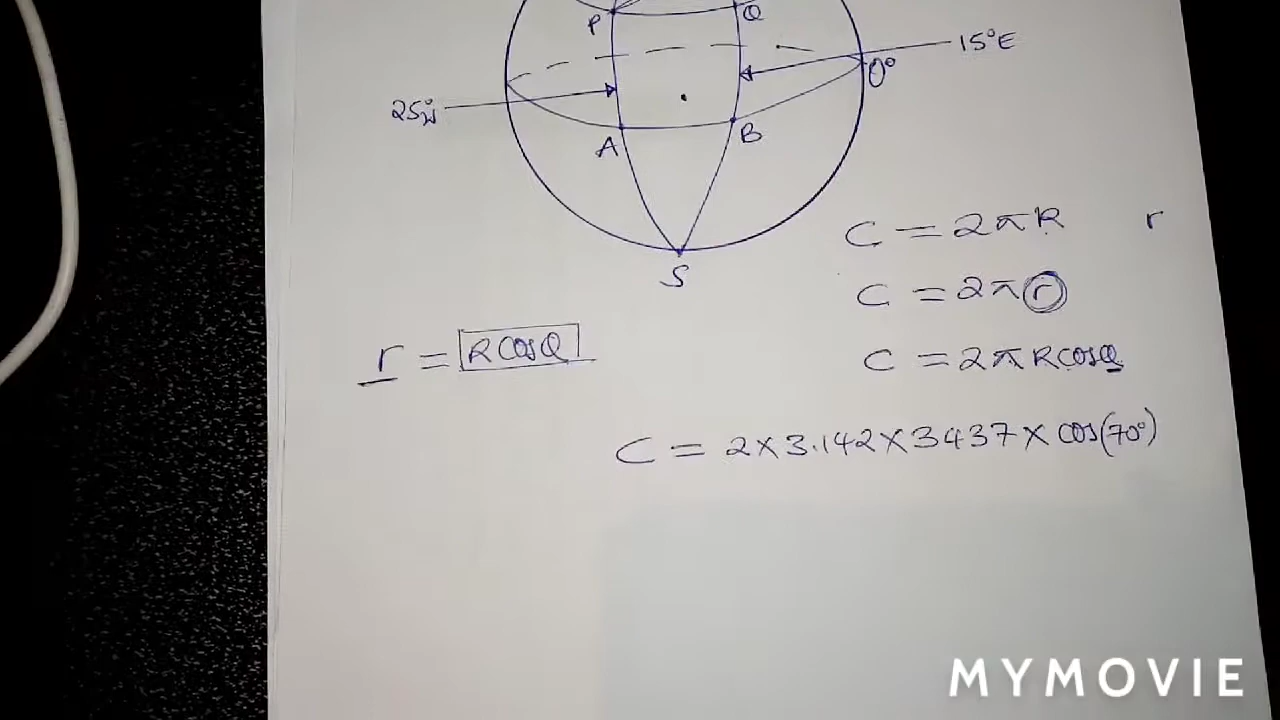 P
Q
15°E
0°
25°W
A
B
S
C = 2πR r
C = 2πr
r = RCosθ
C = 2πRCosθ
C = 2×3.142×3437×Cos(70°)
MYMOVIE